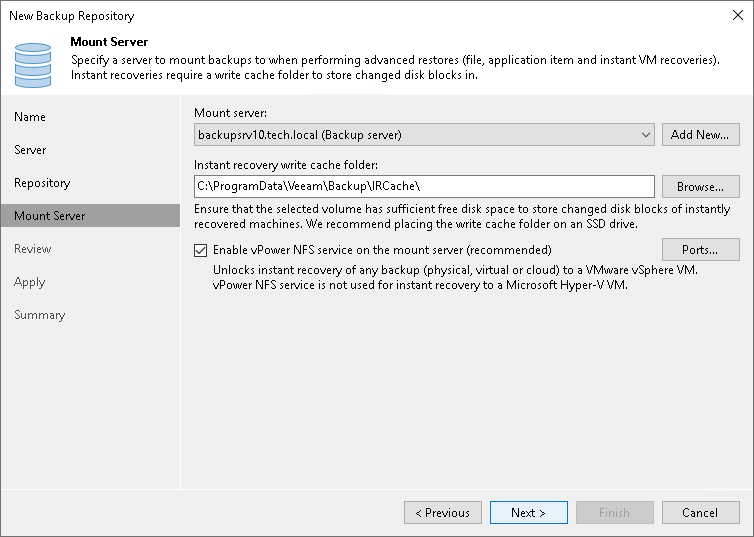 New Backup Repository
Mount Server
Specify a server to mount backups to when performing advanced restores (file, application item and instant VM recoveries).
Instant recoveries require a write cache folder to store changed disk blocks in.
Name
Server
Repository
Mount Server
Review
Apply
Summary
Mount server:
backupsrv10.tech.local (Backup server)
Add New...
Instant recovery write cache folder:
C:\ProgramData\Veeam\Backup\IRCache\
Browse...
Ensure that the selected volume has sufficient free disk space to store changed disk blocks of instantly
recovered machines. We recommend placing the write cache folder on an SSD drive.
Enable vPower NFS service on the mount server (recommended)
Ports...
Unlocks instant recovery of any backup (physical, virtual or cloud) to a VMware vSphere VM.
vPower NFS service is not used for instant recovery to a Microsoft Hyper-V VM.
< Previous
Next >
Finish
Cancel